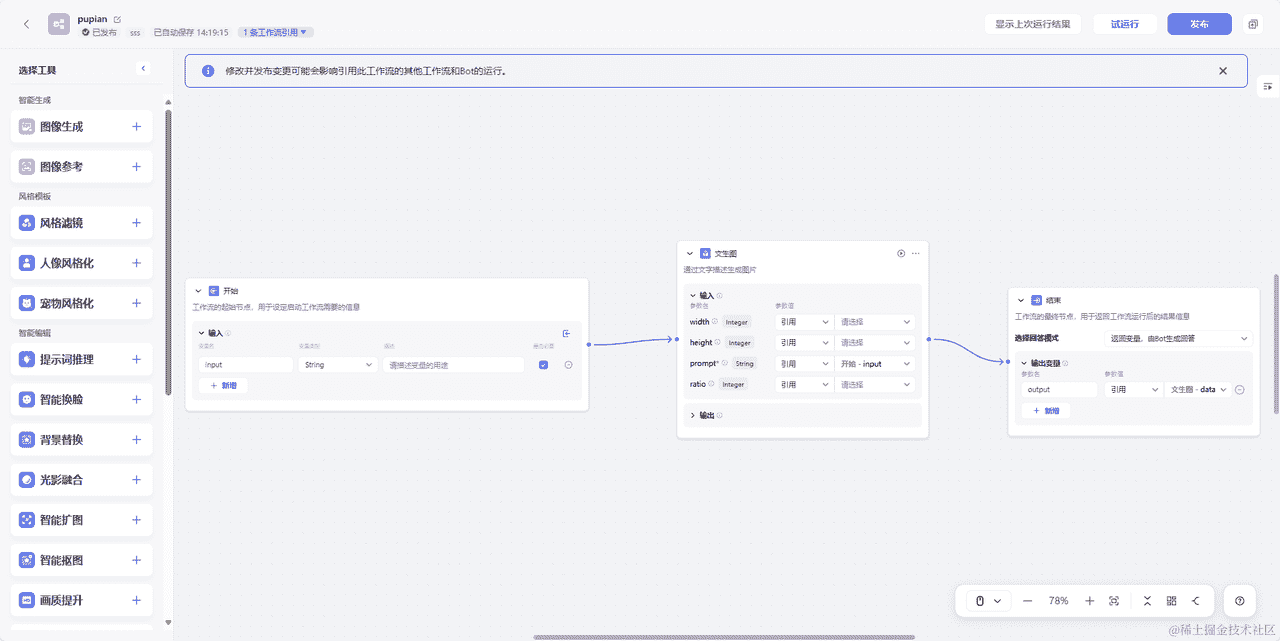 pupian
已发布 sss 已自动保存 14:19:15 1 条工作流引用
显示上次运行结果 试运行 发布
选择工具
修改并发布变更可能会影响引用此工作流的其他工作流和Bot的运行。
智能生成
图像生成
图像参考
风格模板
风格滤镜
人像风格化
宠物风格化
智能编辑
提示词推理
智能换脸
背景替换
光影融合
智能扩图
智能抠图
画质提升
开始
工作流的起始节点，用于设定启动工作流需要的信息
输入
变量名 变量类型 描述 是否必要
input String 请描述变量的用途
+ 新增
文生图
通过文字描述生成图片
输入
参数名 参数值
width Integer 引用 请选择
height Integer 引用 请选择
prompt* String 引用 开始 - input
ratio Integer 引用 请选择
输出
结束
工作流的最终节点，用于返回工作流运行后的结果信息
选择回答模式 返回变量，由Bot生成回答
输出变量
参数名 参数值
output 引用 文生图 - data
+ 新增
78%
@稀土掘金技术社区